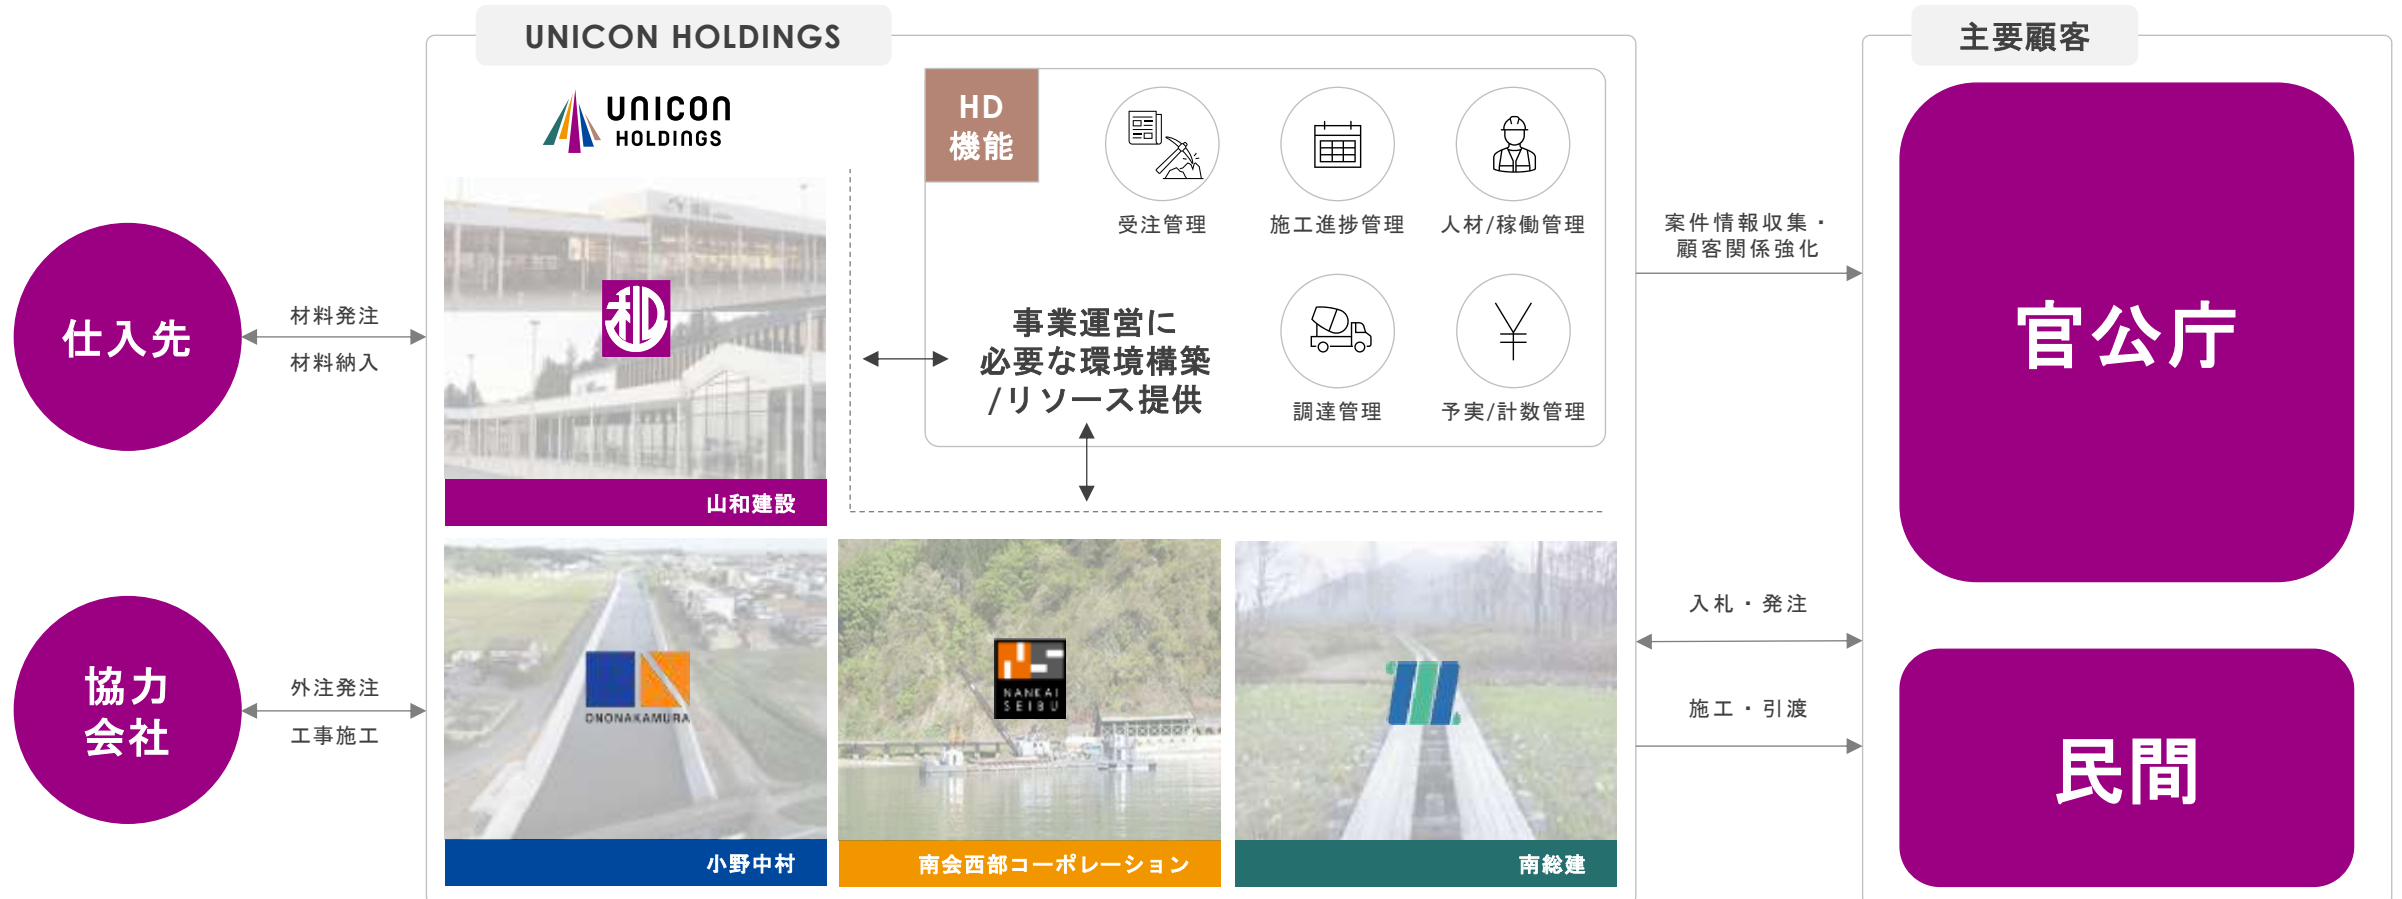 UNICON HOLDINGS
主要顧客
UNICON
HOLDINGS
HD
機能
受注管理
施工進捗管理
人材/稼働管理
調達管理
予実/計数管理
事業運営に
必要な環境構築
/リソース提供
仕入先
材料発注
材料納入
協力
会社
外注発注
工事施工
和
山和建設
ONONAKAMURA
小野中村
NANKAI
SEIBU
南会西部コーポレーション
南総建
案件情報収集・
顧客関係強化
入札・発注
施工・引渡
官公庁
民間